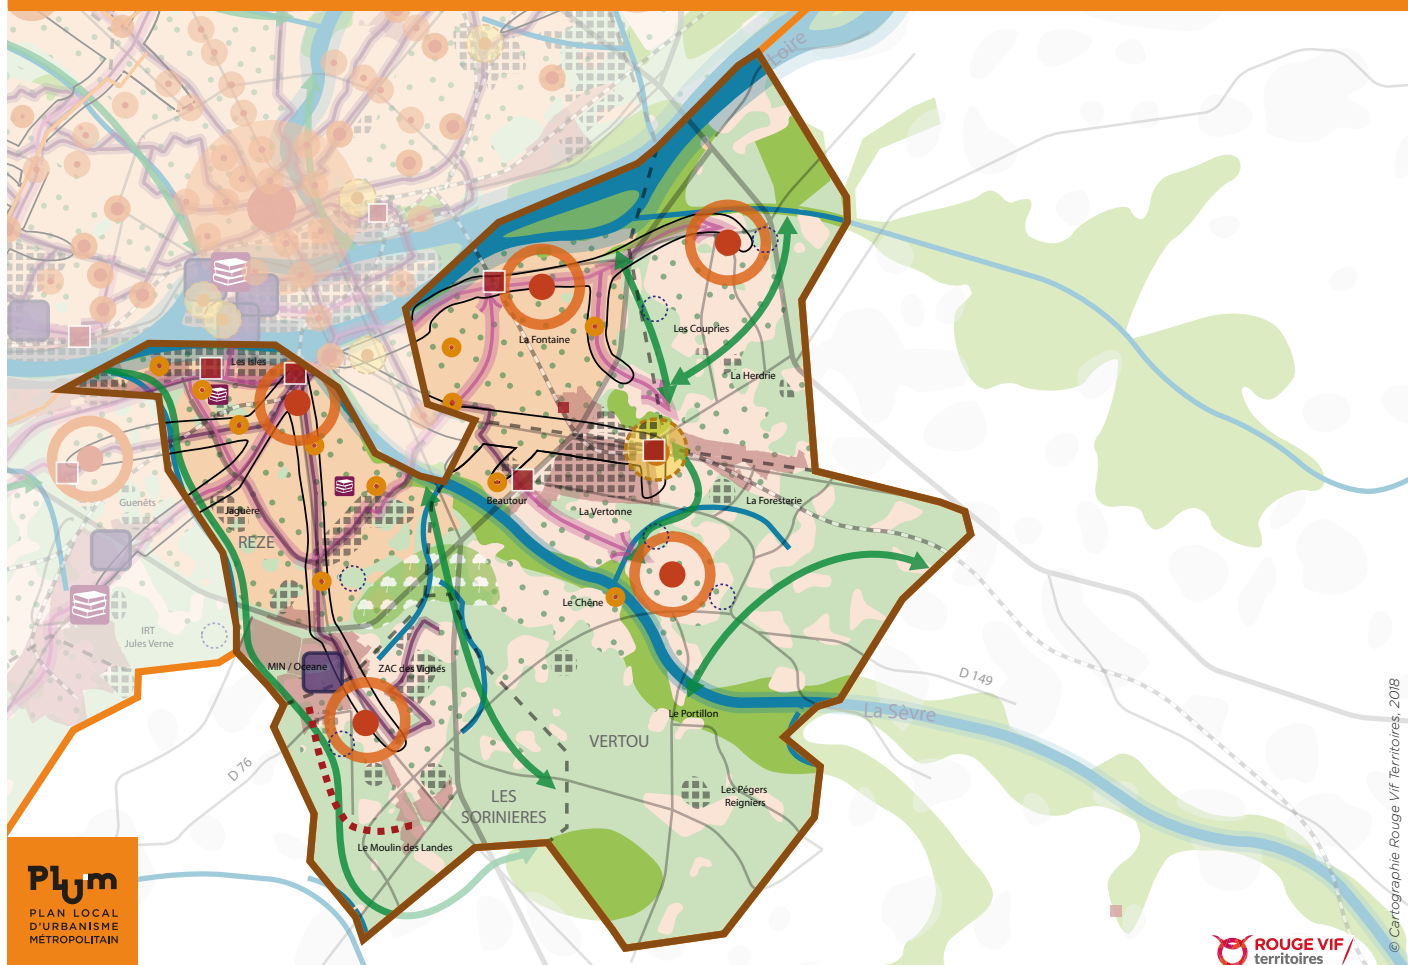 Loire
Les Coupries
La Fontaine
Les Isles
La Herdrie
Guenêts
Jaguère
Beautour
La Vertonne
La Foresterie
REZE
Le Chêne
IRT
Jules Verne
MIN / Oceane
ZAC des Vignes
D 149
Le Portillon
La Sèvre
VERTOU
D 76
LES
SORINIERES
Les Pégers
Reigniers
Le Moulin des Landes
PLUm
PLAN LOCAL
D'URBANISME
MÉTROPOLITAIN
ROUGE VIF
territoires
© Cartographie Rouge Vif Territoires, 2018